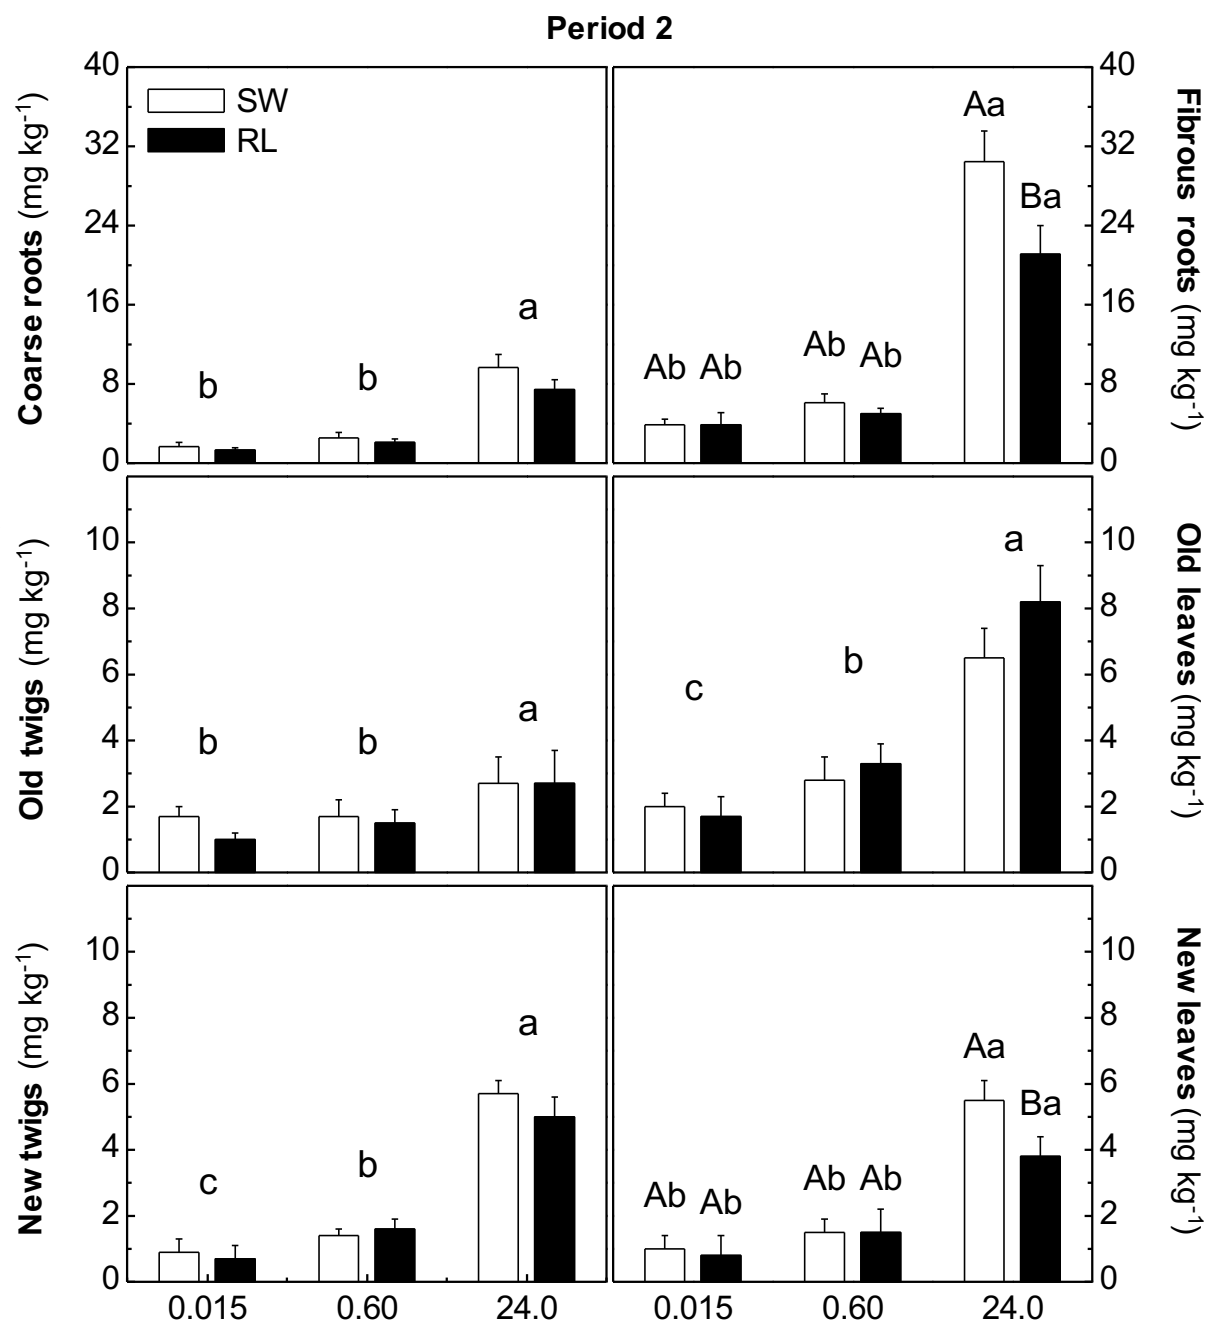 Period 2
SW
RL
Coarse roots (mg kg⁻¹)
40
32
24
16
8
0
b
b
a
Fibrous roots (mg kg⁻¹)
40
32
24
16
8
0
Ab
Ab
Ab
Ab
Aa
Ba
Old twigs (mg kg⁻¹)
10
8
6
4
2
0
b
b
a
Old leaves (mg kg⁻¹)
10
8
6
4
2
0
c
b
a
New twigs (mg kg⁻¹)
10
8
6
4
2
0
c
b
a
New leaves (mg kg⁻¹)
10
8
6
4
2
0
Ab
Ab
Ab
Ab
Aa
Ba
0.015 0.60 24.0 0.015 0.60 24.0